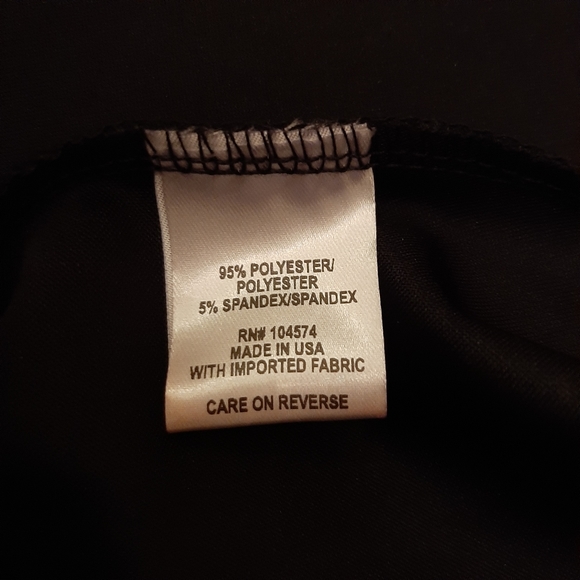 95% POLYESTER/
POLYESTER
5% SPANDEX/SPANDEX
RN# 104574
MADE IN USA
WITH IMPORTED FABRIC
CARE ON REVERSE